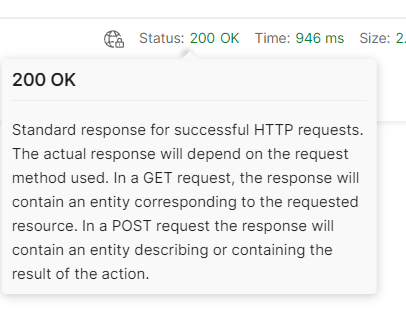 Status: 200 OK Time: 946 ms Size: 2.
200 OK
Standard response for successful HTTP requests.
The actual response will depend on the request
method used. In a GET request, the response will
contain an entity corresponding to the requested
resource. In a POST request the response will
contain an entity describing or containing the
result of the action.